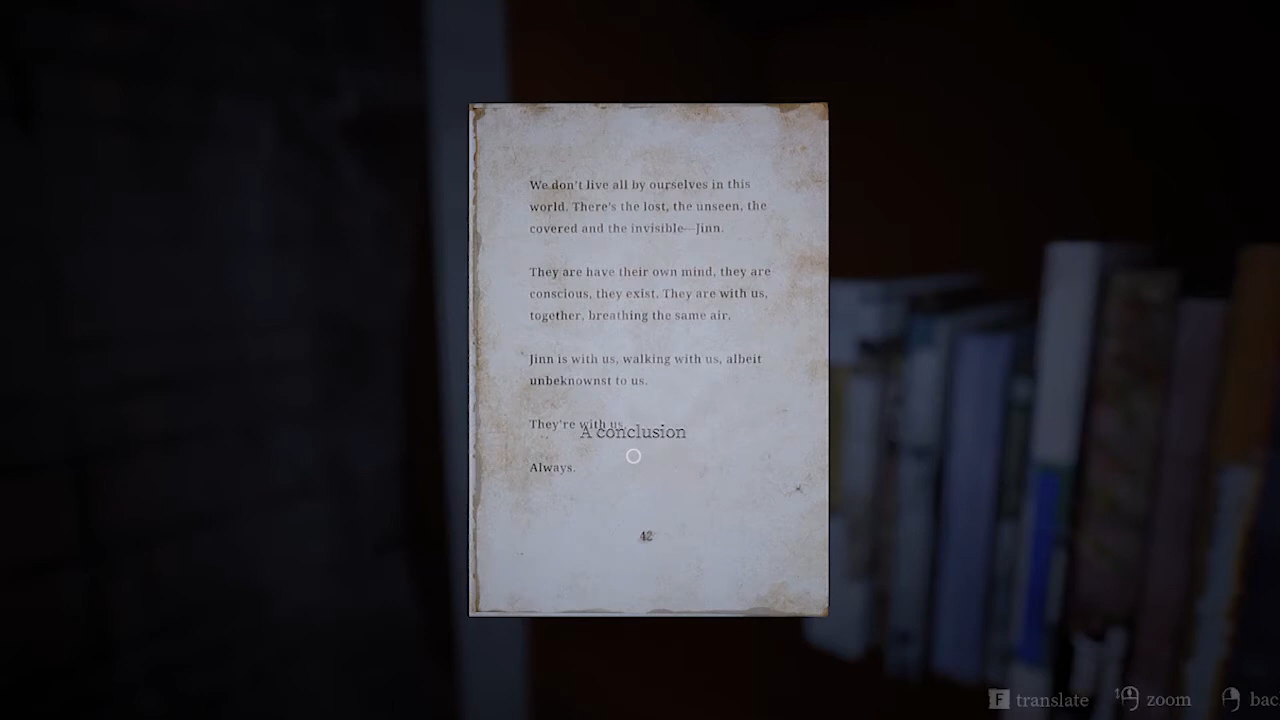 We don't live all by ourselves in this
world. There's the lost, the unseen, the
covered and the invisible—Jinn.
They are have their own mind, they are
conscious, they exist. They are with us,
together, breathing the same air.
Jinn is with us, walking with us, albeit
unbeknownst to us.
They're with us.
A conclusion
Always.
42
F translate zoom bac